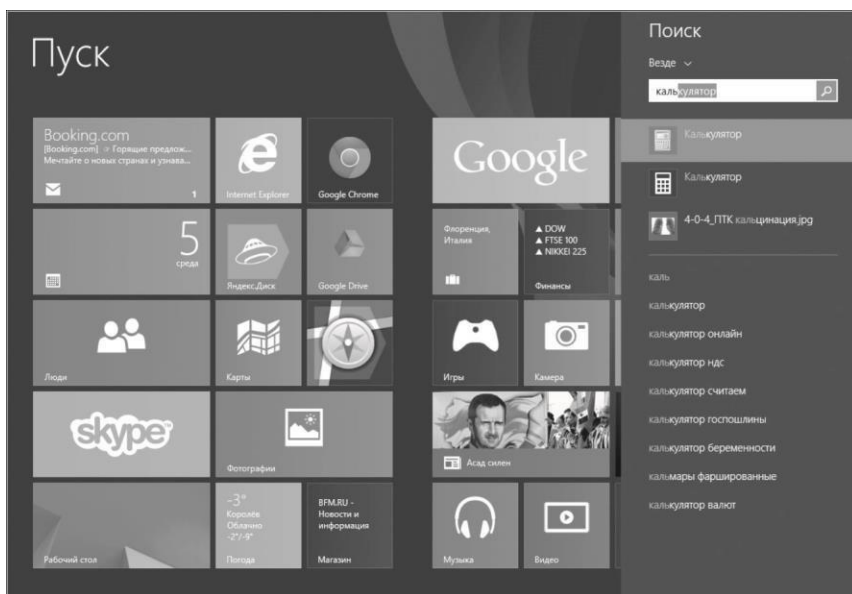 Пуск
Booking.com
[Booking.com] -> Горящие предлож...
Мечтайте о новых странах и узнава...
1
Internet Explorer
Google Chrome
5
среда
Яндекс.Диск
Google Drive
Люди
Карты
skype
Фотографии
Рабочий стол
-3°
Королёв
Облачно
-2°/-9°
Погода
BFM.RU -
Новости и
информация
Магазин
Google
Флоренция,
Италия
▲ DOW
▲ FTSE 100
▲ NIKKEI 225
Финансы
Игры
Камера
Асад силен
Музыка
Видео
Поиск
Везде
калькулятор
Калькулятор
Калькулятор
4-0-4_ПТК кальцинация.jpg
каль
калькулятор
калькулятор онлайн
калькулятор ндс
калькулятор считаем
калькулятор госпошлины
калькулятор беременности
кальмары фаршированные
калькулятор валют